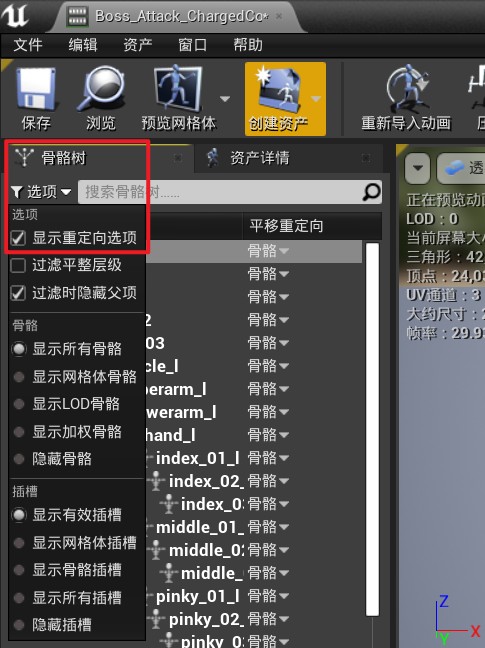 Boss_Attack_ChargedCo*
文件 编辑 资产 窗口 帮助
保存 浏览 预览网格体 创建资产 重新导入动画
骨骼树 资产详情
选项 搜索骨骼树……
透
选项
平移重定向
显示重定向选项
骨骼
过滤平整层级
骨骼
过滤时隐藏父项
骨骼
骨骼
2 骨骼
显示所有骨骼
03 骨骼
cle_l 骨骼
显示网格体骨骼
perarm_l 骨骼
显示LOD骨骼
werarm_l 骨骼
显示加权骨骼
hand_l 骨骼
隐藏骨骼
index_01_l 骨骼
index_02_ 骨骼
插槽
index_0 骨骼
显示有效插槽
middle_01_ 骨骼
显示网格体插槽
middle_0 骨骼
显示骨骼插槽
middle_ 骨骼
显示所有插槽
pinky_01_l 骨骼
pinky_02_ 骨骼
隐藏插槽
pinky_0 骨骼
正在预览动
LOD：0
当前屏幕大
三角形：42
顶点：24,0
UV通道：3
大约尺寸：2
帧率：29.9
Z
X
Y